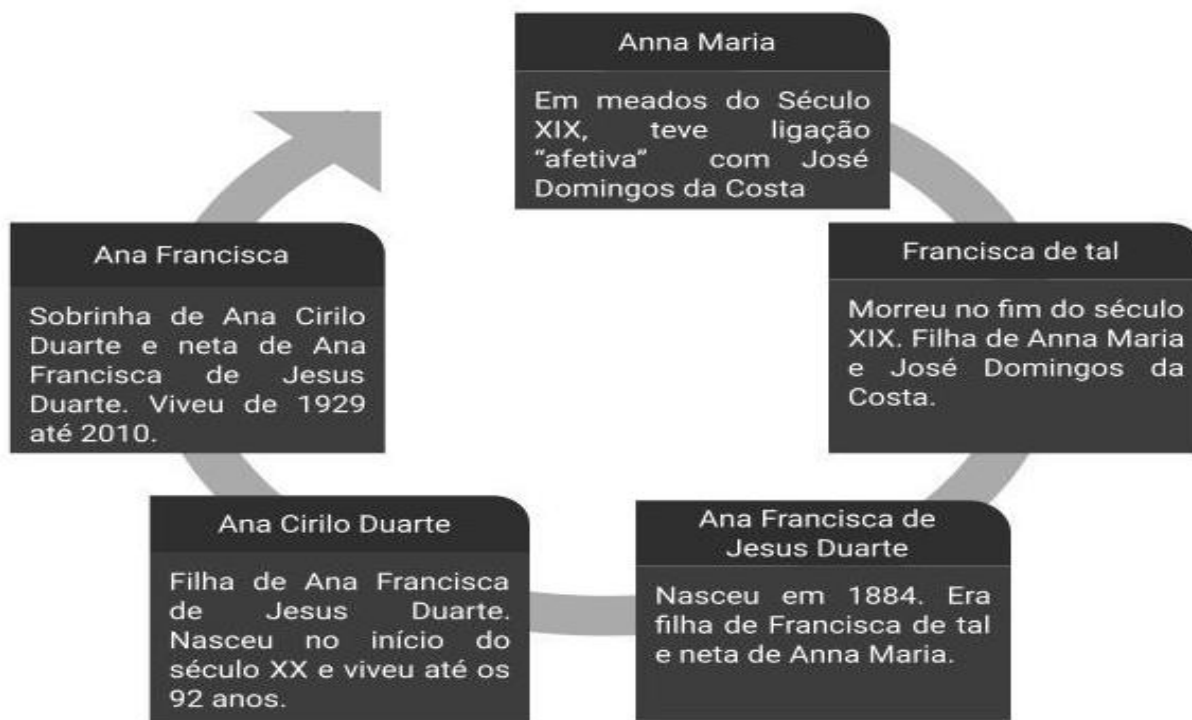 Anna Maria
Em meados do Século
XIX, teve ligação
“afetiva” com José
Domingos da Costa
Francisca de tal
Morreu no fim do século
XIX. Filha de Anna Maria
e José Domingos da
Costa.
Ana Francisca de
Jesus Duarte
Nasceu em 1884. Era
filha de Francisca de tal
e neta de Anna Maria.
Ana Cirilo Duarte
Filha de Ana Francisca
de Jesus Duarte.
Nasceu no início do
século XX e viveu até os
92 anos.
Ana Francisca
Sobrinha de Ana Cirilo
Duarte e neta de Ana
Francisca de Jesus
Duarte. Viveu de 1929
até 2010.